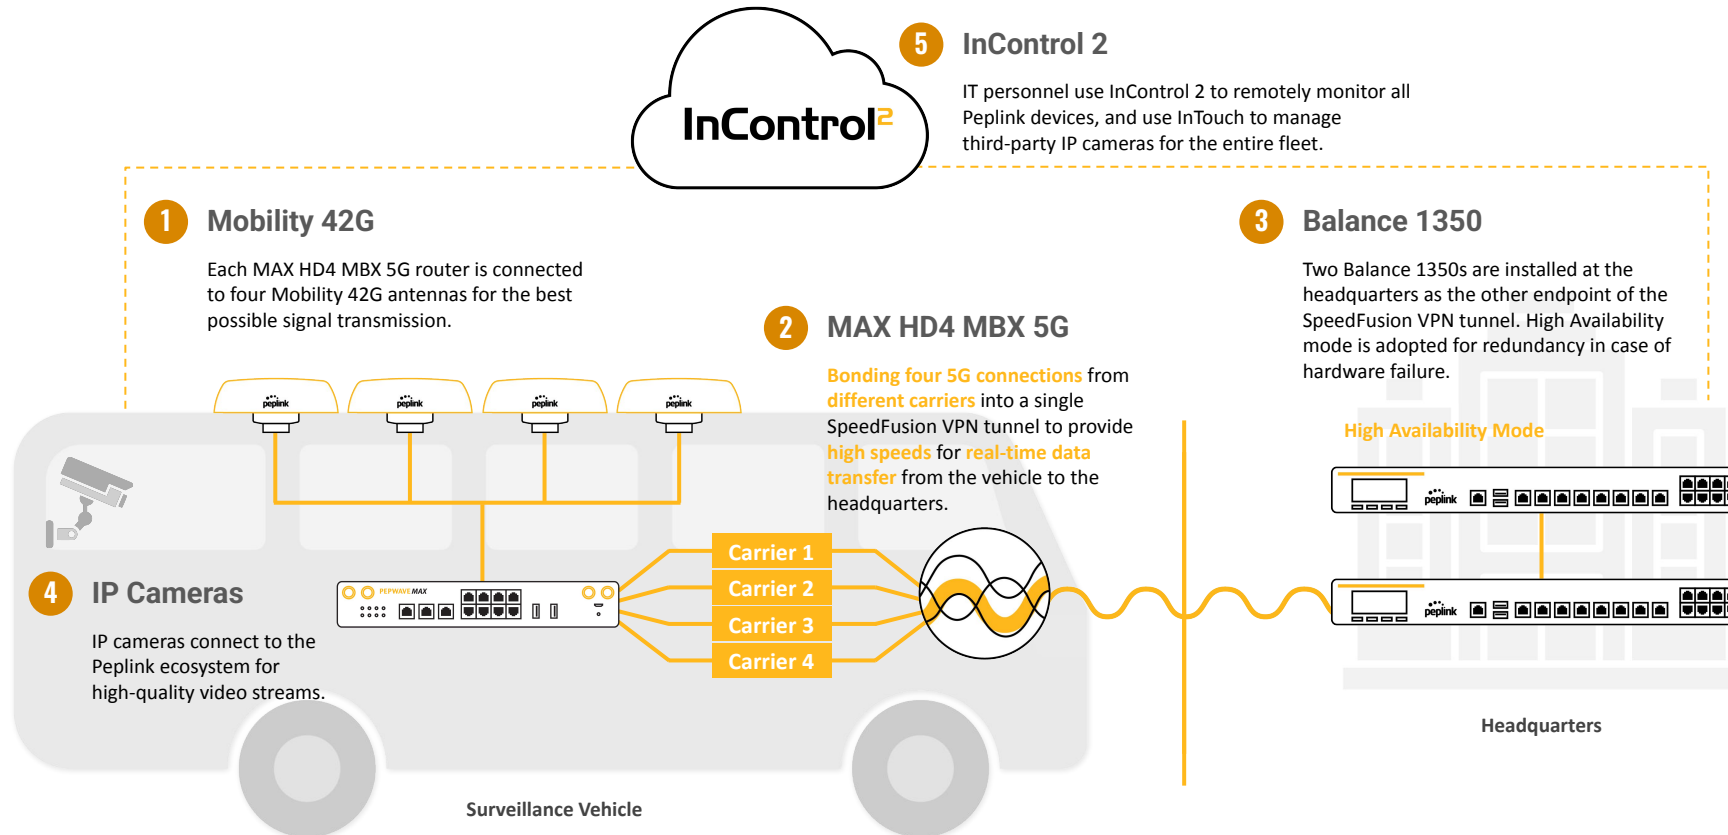 InControl2
5 InControl 2
IT personnel use InControl 2 to remotely monitor all
Peplink devices, and use InTouch to manage
third-party IP cameras for the entire fleet.
1 Mobility 42G
Each MAX HD4 MBX 5G router is connected
to four Mobility 42G antennas for the best
possible signal transmission.
peplink peplink peplink peplink
2 MAX HD4 MBX 5G
Bonding four 5G connections from
different carriers into a single
SpeedFusion VPN tunnel to provide
high speeds for real-time data
transfer from the vehicle to the
headquarters.
3 Balance 1350
Two Balance 1350s are installed at the
headquarters as the other endpoint of the
SpeedFusion VPN tunnel. High Availability
mode is adopted for redundancy in case of
hardware failure.
High Availability Mode
peplink
peplink
Headquarters
4 IP Cameras
IP cameras connect to the
Peplink ecosystem for
high-quality video streams.
PEPWAVE MAX
Carrier 1
Carrier 2
Carrier 3
Carrier 4
Surveillance Vehicle